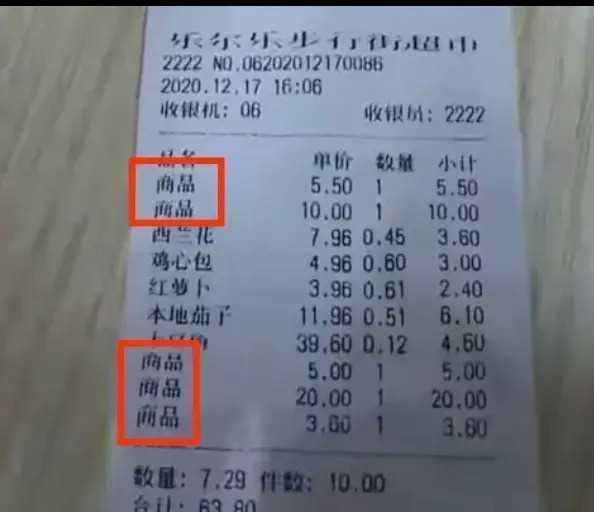 乐尔乐步行街超市
2222 NO.06202012170086
2020.12.17 16:06
收银机: 06 收银员: 2222
品名 单价 数量 小计
商品 5.50 1 5.50
商品 10.00 1 10.00
西兰花 7.96 0.45 3.60
鸡心包 4.96 0.60 3.00
红萝卜 3.96 0.61 2.40
本地茄子 11.96 0.51 6.10
39.60 0.12 4.60
商品 5.00 1 5.00
商品 20.00 1 20.00
商品 3.60 1 3.60
数量: 7.29 件数: 10.00
合计: 63.80